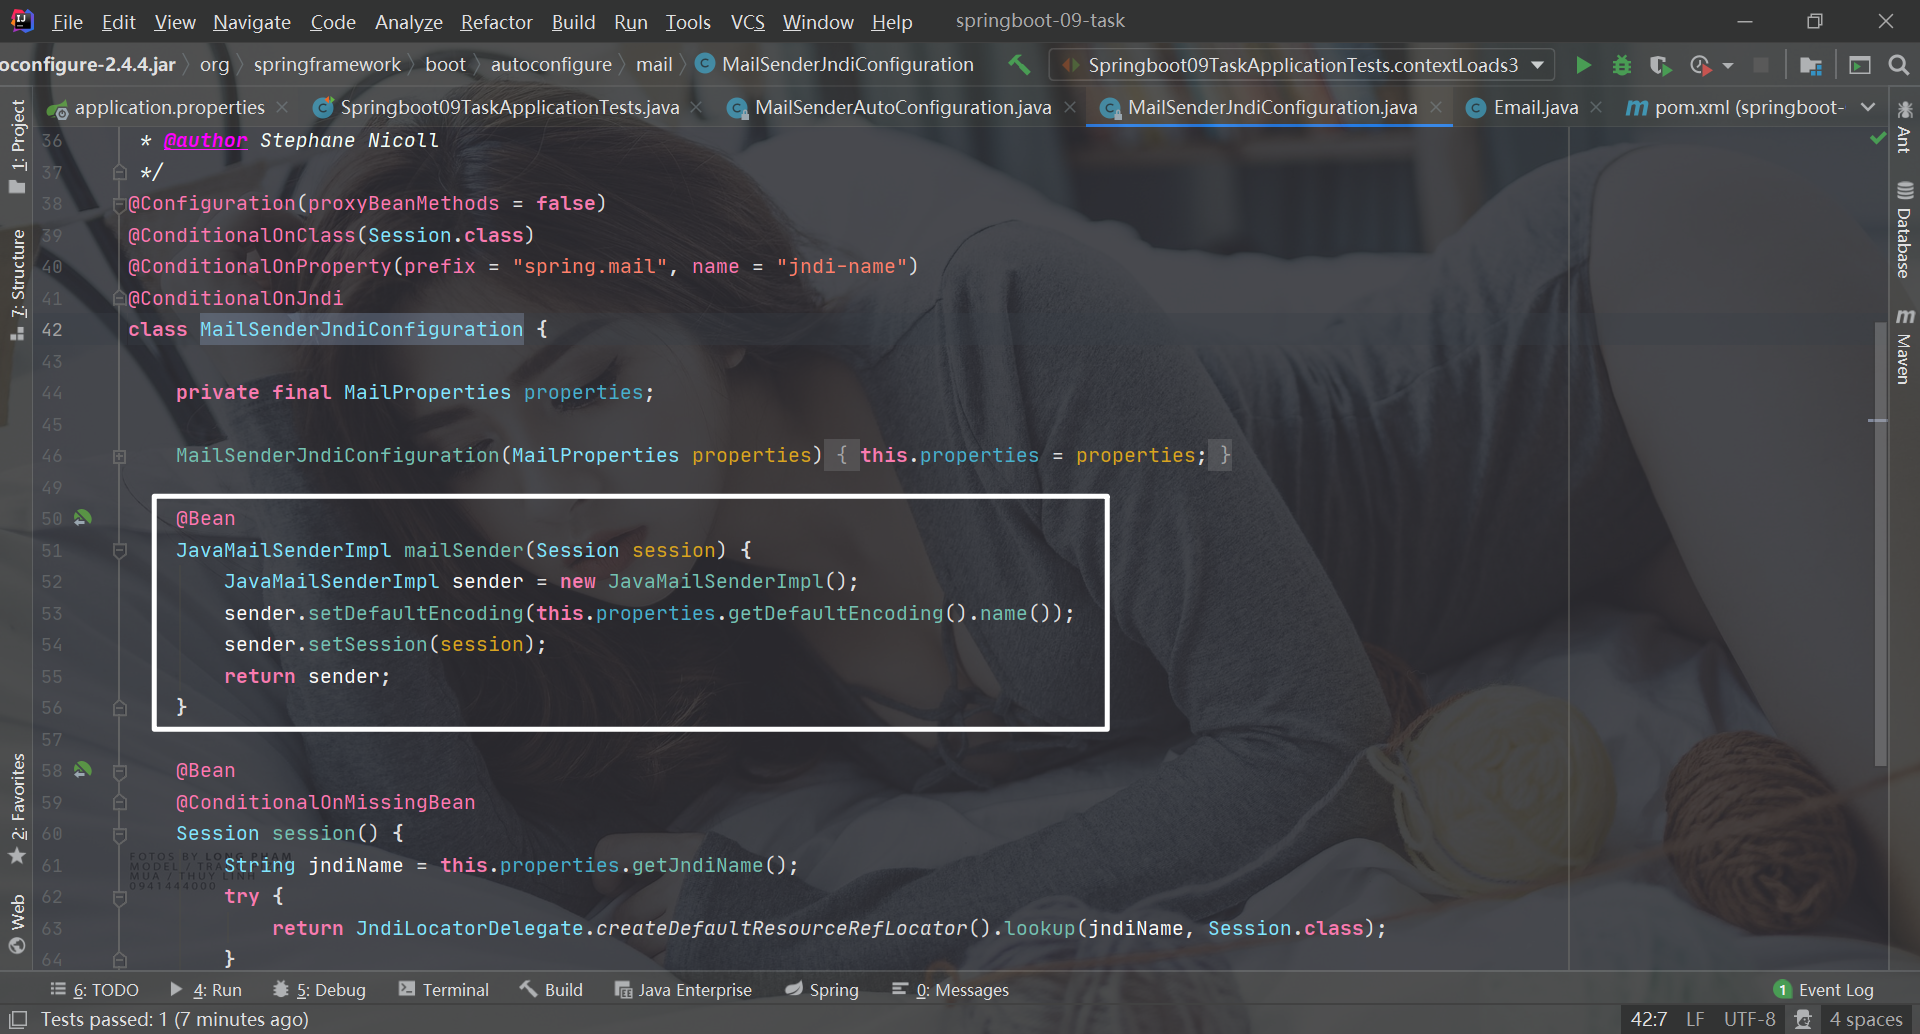 File Edit View Navigate Code Analyze Refactor Build Run Tools VCS Window Help springboot-09-task
oconfigure-2.4.4.jar org springframework boot autoconfigure mail MailSenderJndiConfiguration Springboot09TaskApplicationTests.contextLoads3
application.properties Springboot09TaskApplicationTests.java MailSenderAutoConfiguration.java MailSenderJndiConfiguration.java Email.java pom.xml (springboot-
1: Project
7: Structure
2: Favorites
Web
Ant
Database
Maven
36 * @author Stephane Nicoll
37 */
38 @Configuration(proxyBeanMethods = false)
39 @ConditionalOnClass(Session.class)
40 @ConditionalOnProperty(prefix = "spring.mail", name = "jndi-name")
41 @ConditionalOnJndi
42 class MailSenderJndiConfiguration {
43
44 private final MailProperties properties;
45
46 MailSenderJndiConfiguration(MailProperties properties) { this.properties = properties; }
49
50 @Bean
51 JavaMailSenderImpl mailSender(Session session) {
52 JavaMailSenderImpl sender = new JavaMailSenderImpl();
53 sender.setDefaultEncoding(this.properties.getDefaultEncoding().name());
54 sender.setSession(session);
55 return sender;
56 }
57
58 @Bean
59 @ConditionalOnMissingBean
60 Session session() {
61 String jndiName = this.properties.getJndiName();
62 try {
63 return JndiLocatorDelegate.createDefaultResourceRefLocator().lookup(jndiName, Session.class);
64 }
FOTOS BY LONG PHAM
MUA / THUY LINH
0941444000
6: TODO 4: Run 5: Debug Terminal Build Java Enterprise Spring 0: Messages 1 Event Log
Tests passed: 1 (7 minutes ago) 42:7 LF UTF-8 4 spaces